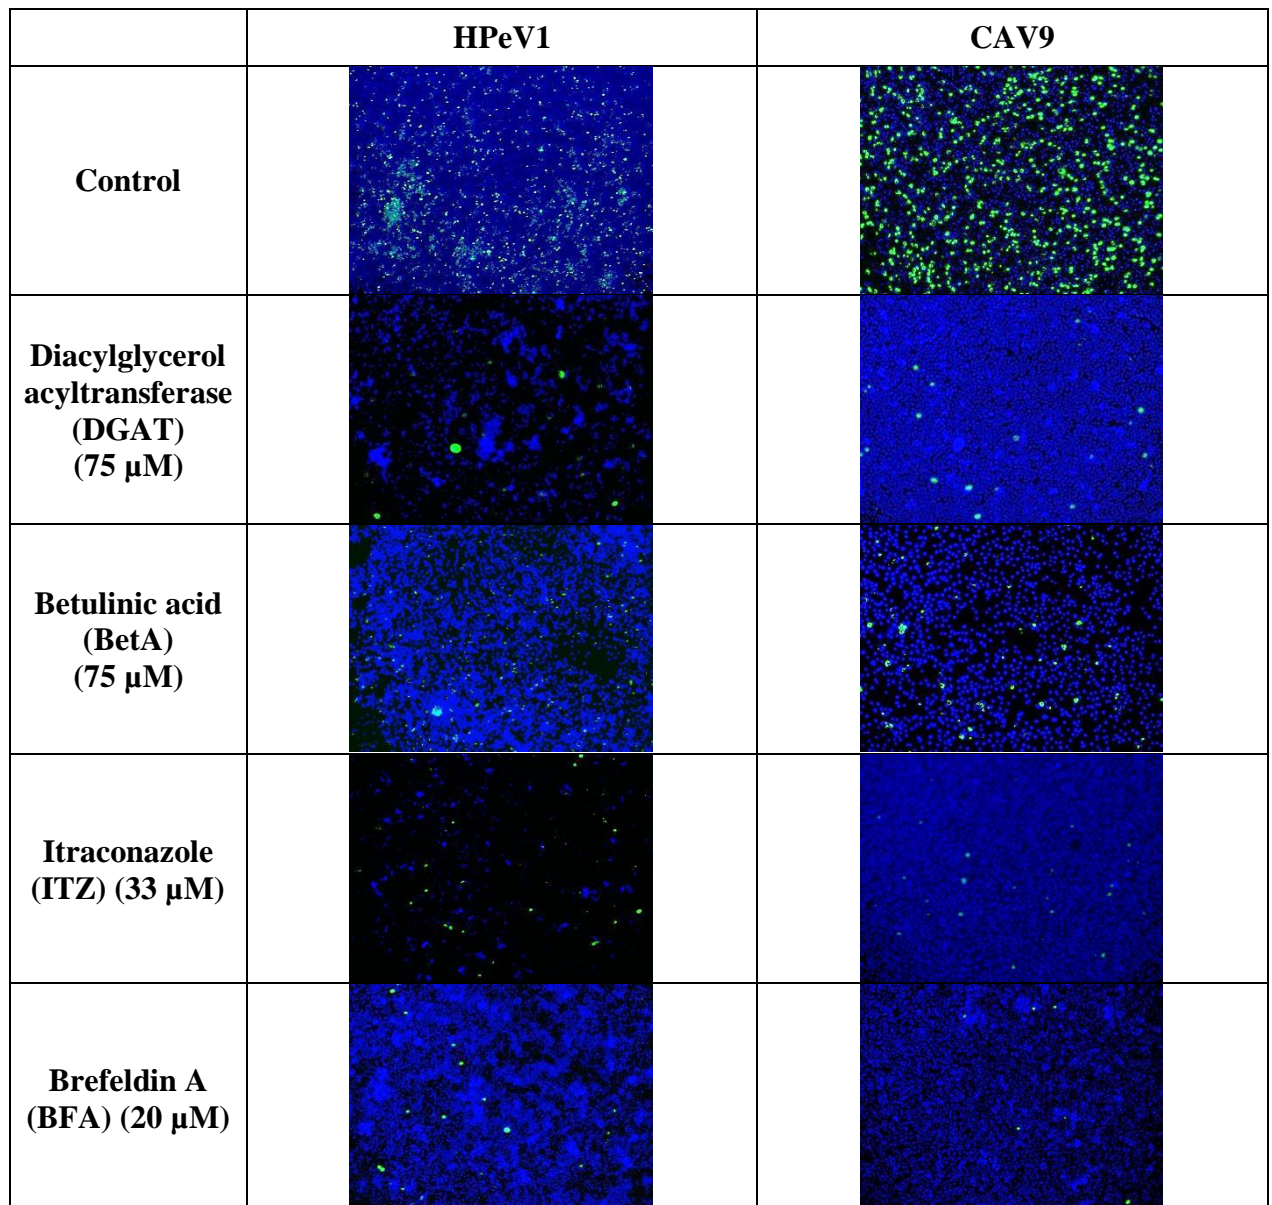 HPeV1 CAV9
Control
Diacylglycerol
acyltransferase
(DGAT)
(75 µM)
Betulinic acid
(BetA)
(75 µM)
Itraconazole
(ITZ) (33 µM)
Brefeldin A
(BFA) (20 µM)